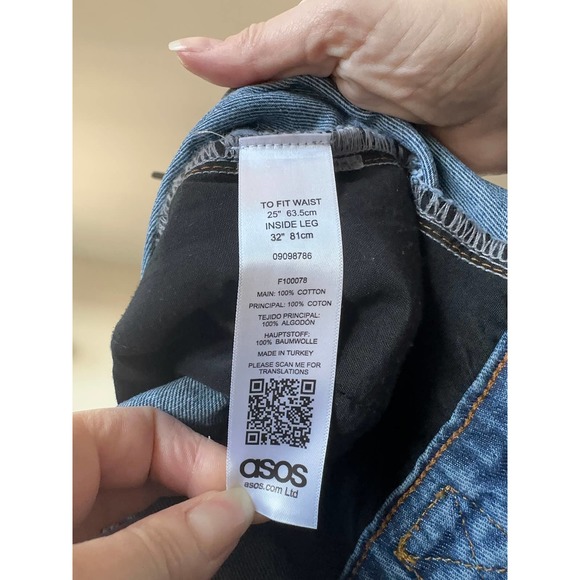 TO FIT WAIST
25" 63.5cm
INSIDE LEG
32" 81cm
09098786
F100078
MAIN: 100% COTTON
PRINCIPAL: 100% COTON
TEJIDO PRINCIPAL:
100% ALGODÓN
HAUPTSTOFF:
100% BAUMWOLLE
MADE IN TURKEY
PLEASE SCAN ME FOR
TRANSLATIONS
asos
asos.com Ltd